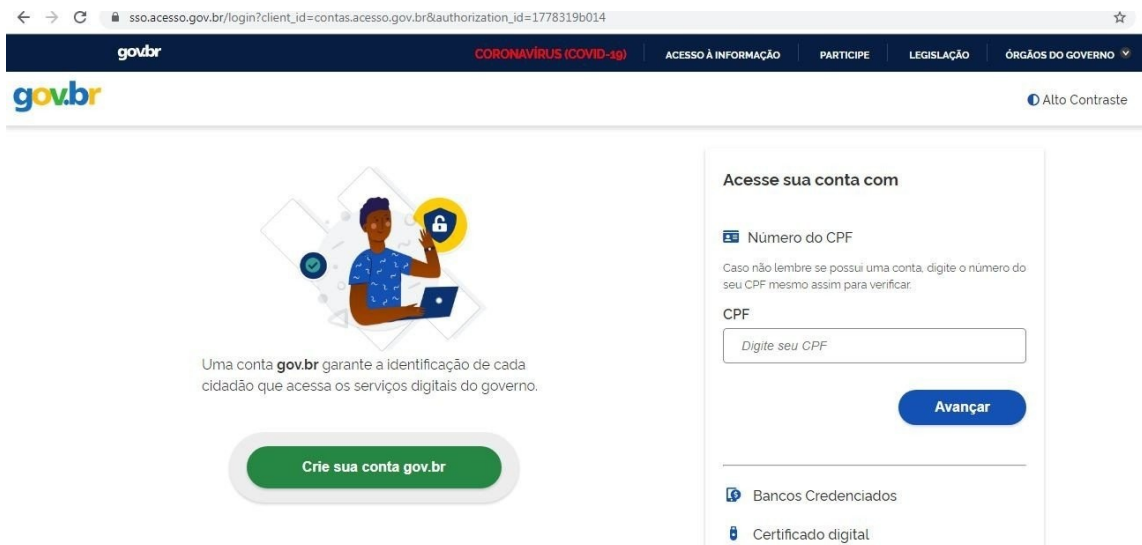 sso.acesso.gov.br/login?client_id=contas.acesso.gov.br&authorization_id=1778319b014
gov.br
CORONAVÍRUS (COVID-19)
ACESSO À INFORMAÇÃO
PARTICIPE
LEGISLAÇÃO
ÓRGÃOS DO GOVERNO
gov.br
Alto Contraste
Uma conta gov.br garante a identificação de cada
cidadão que acessa os serviços digitais do governo.
Crie sua conta gov.br
Acesse sua conta com
Número do CPF
Caso não lembre se possui uma conta, digite o número do
seu CPF mesmo assim para verificar.
CPF
Digite seu CPF
Avançar
Bancos Credenciados
Certificado digital